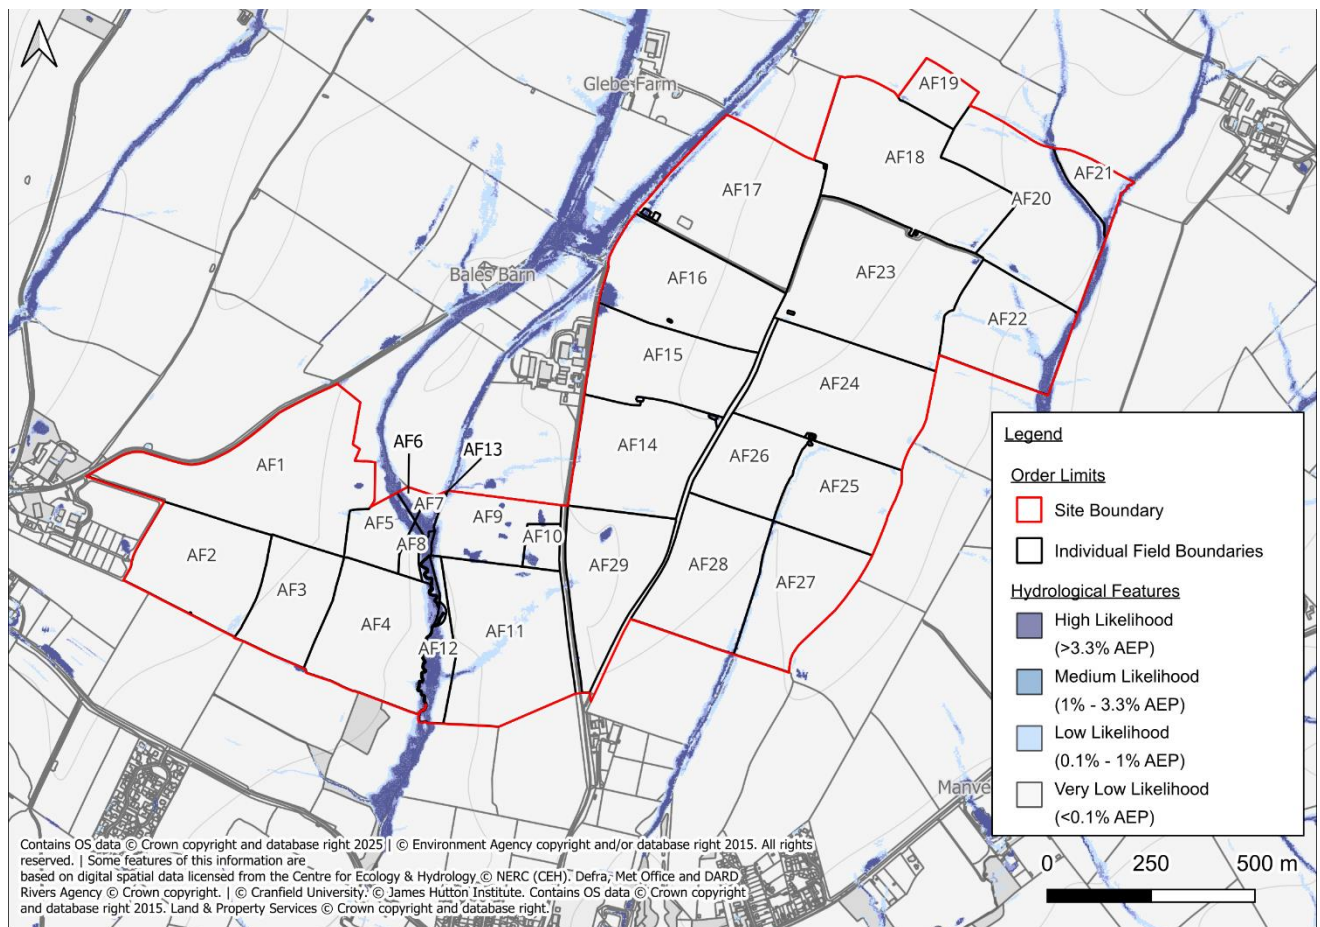 Glebe Farm
AF19
AF18
AF21
AF17
AF20
AF23
Bales Barn
AF16
AF22
AF15
AF24
AF14
AF6
AF13
AF26
AF1
AF25
AF7
AF5
AF9
AF10
AF8
AF2
AF29
AF28
AF3
AF27
AF4
AF11
AF12
Manve
Legend
Order Limits
Site Boundary
Individual Field Boundaries
Hydrological Features
High Likelihood
(>3.3% AEP)
Medium Likelihood
(1% - 3.3% AEP)
Low Likelihood
(0.1% - 1% AEP)
Very Low Likelihood
(<0.1% AEP)
0 250 500 m
Contains OS data © Crown copyright and database right 2025 | © Environment Agency copyright and/or database right 2015. All rights
reserved. | Some features of this information are
based on digital spatial data licensed from the Centre for Ecology & Hydrology © NERC (CEH). Defra, Met Office and DARD
Rivers Agency © Crown copyright. | © Cranfield University. © James Hutton Institute. Contains OS data © Crown copyright
and database right 2015. Land & Property Services © Crown copyright and database right.